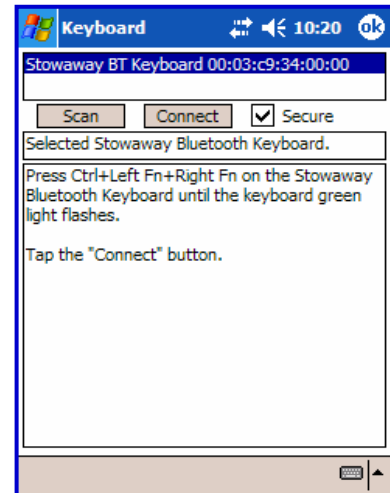 Keyboard 10:20 ok
Stowaway BT Keyboard 00:03:c9:34:00:00
Scan Connect Secure
Selected Stowaway Bluetooth Keyboard.
Press Ctrl+Left Fn+Right Fn on the Stowaway
Bluetooth Keyboard until the keyboard green
light flashes.
Tap the "Connect" button.